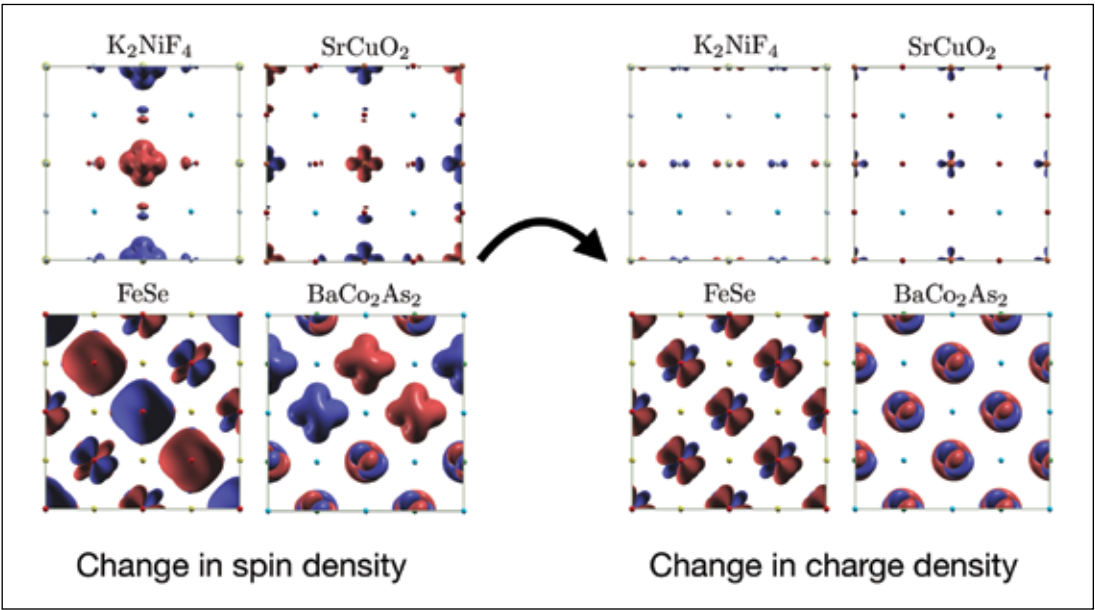 K₂NiF₄ SrCuO₂ K₂NiF₄ SrCuO₂
FeSe BaCo₂As₂ FeSe BaCo₂As₂
Change in spin density Change in charge density